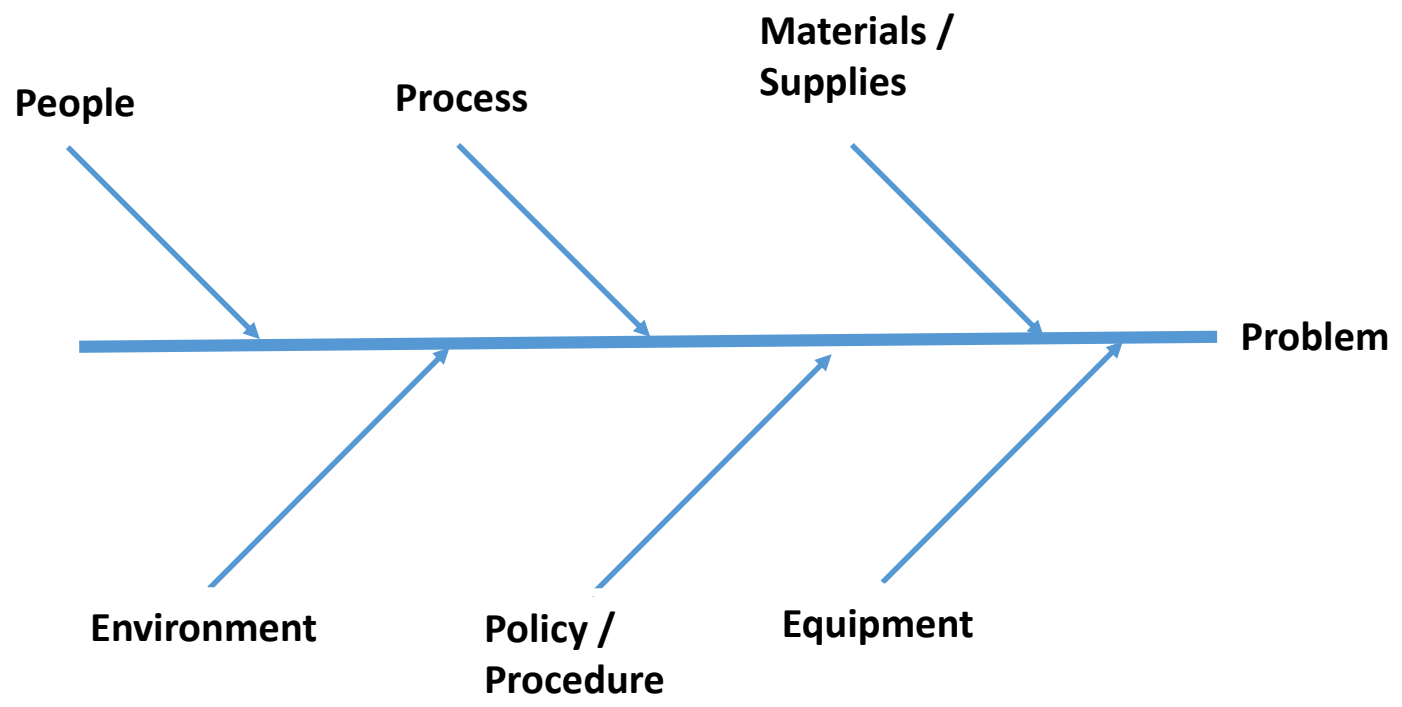 People
Process
Materials /
Supplies
Problem
Environment
Policy /
Procedure
Equipment